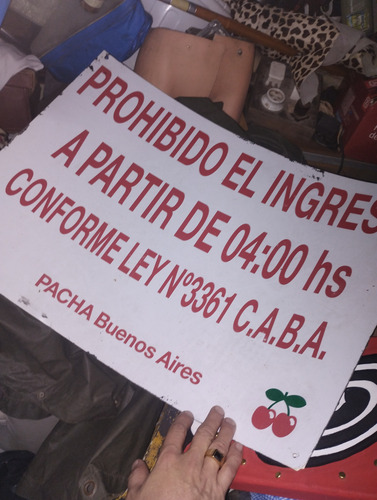 PROHIBIDO EL INGRES
A PARTIR DE 04:00 hs
CONFORME LEY N°3361 C.A.B.A.
PACHA Buenos Aires